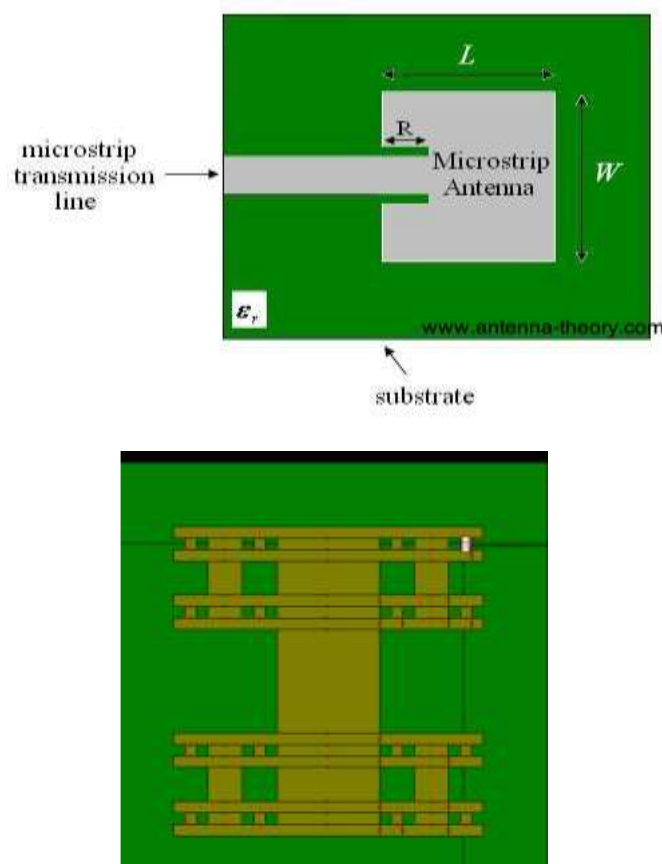 L
R
microstrip
transmission
line
Microstrip
Antenna
W
εr
www.antenna-theory.com
substrate